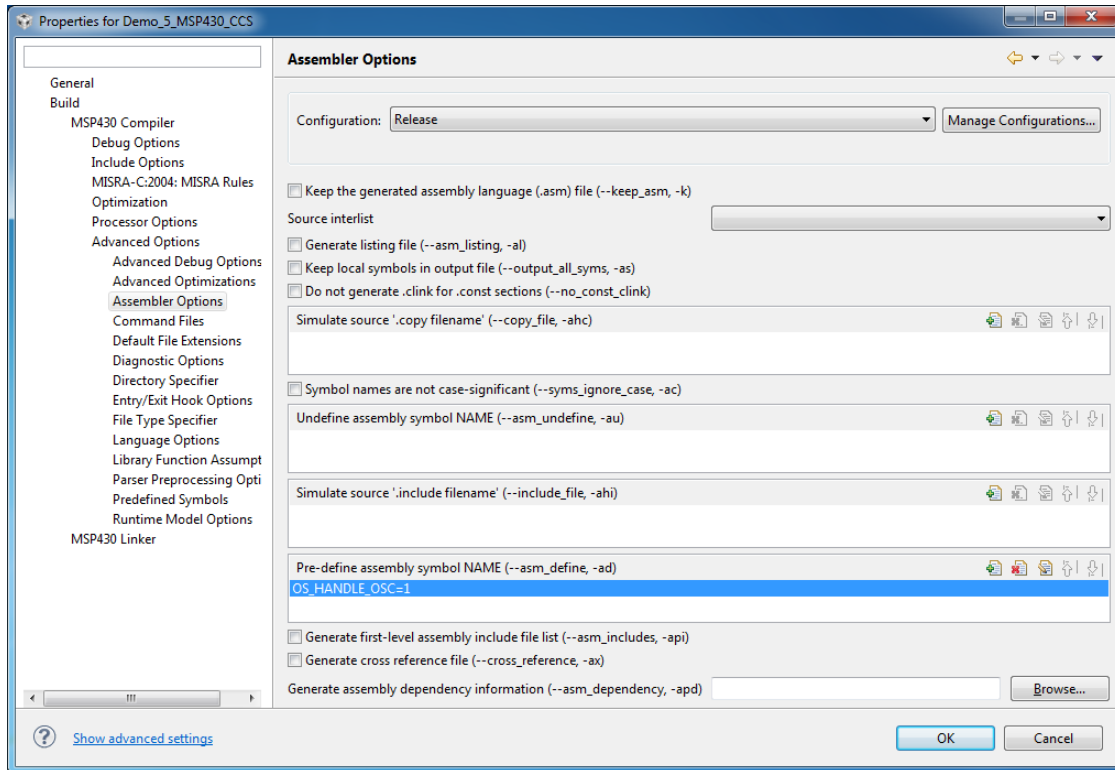 Properties for Demo_5_MSP430_CCS
General
Build
MSP430 Compiler
Debug Options
Include Options
MISRA-C:2004: MISRA Rules
Optimization
Processor Options
Advanced Options
Advanced Debug Options
Advanced Optimizations
Assembler Options
Command Files
Default File Extensions
Diagnostic Options
Directory Specifier
Entry/Exit Hook Options
File Type Specifier
Language Options
Library Function Assumpt
Parser Preprocessing Opti
Predefined Symbols
Runtime Model Options
MSP430 Linker
Assembler Options
Configuration: Release Manage Configurations...
Keep the generated assembly language (.asm) file (--keep_asm, -k)
Source interlist
Generate listing file (--asm_listing, -al)
Keep local symbols in output file (--output_all_syms, -as)
Do not generate .clink for .const sections (--no_const_clink)
Simulate source '.copy filename' (--copy_file, -ahc)
Symbol names are not case-significant (--syms_ignore_case, -ac)
Undefine assembly symbol NAME (--asm_undefine, -au)
Simulate source '.include filename' (--include_file, -ahi)
Pre-define assembly symbol NAME (--asm_define, -ad)
OS_HANDLE_OSC=1
Generate first-level assembly include file list (--asm_includes, -api)
Generate cross reference file (--cross_reference, -ax)
Generate assembly dependency information (--asm_dependency, -apd) Browse...
? Show advanced settings OK Cancel